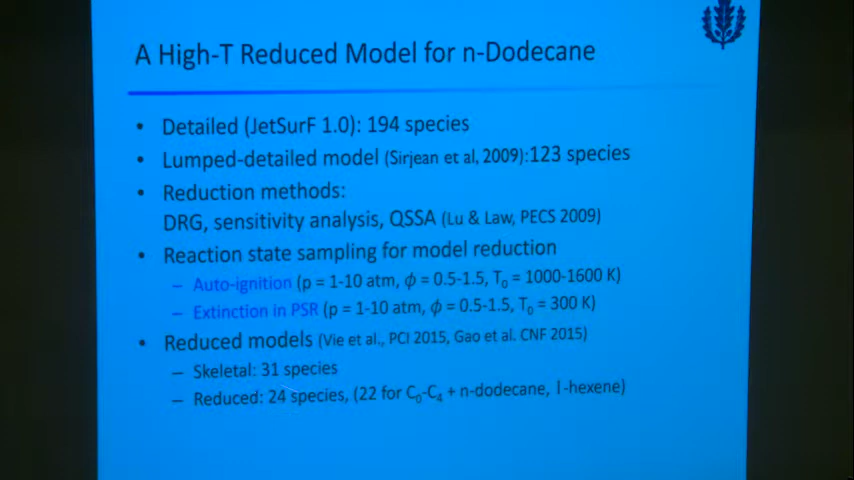 A High-T Reduced Model for n-Dodecane
• Detailed (JetSurF 1.0): 194 species
• Lumped-detailed model (Sirjean et al, 2009):123 species
• Reduction methods:
DRG, sensitivity analysis, QSSA (Lu & Law, PECS 2009)
• Reaction state sampling for model reduction
– Auto-ignition (p = 1-10 atm, ϕ = 0.5-1.5, T₀ = 1000-1600 K)
– Extinction in PSR (p = 1-10 atm, ϕ = 0.5-1.5, T₀ = 300 K)
• Reduced models (Vie et al., PCI 2015, Gao et al. CNF 2015)
– Skeletal: 31 species
– Reduced: 24 species, (22 for C₀-C₄ + n-dodecane, 1-hexene)